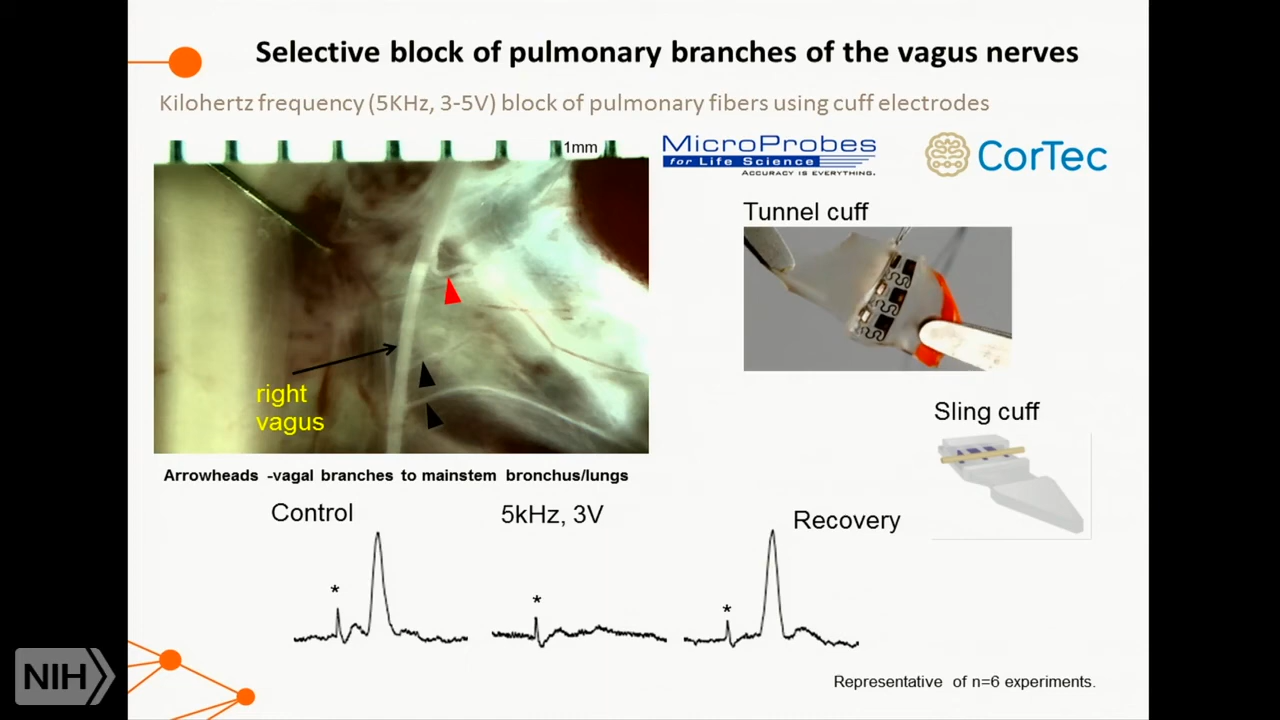 Selective block of pulmonary branches of the vagus nerves
Kilohertz frequency (5KHz, 3-5V) block of pulmonary fibers using cuff electrodes
1mm
MicroProbes
for Life Science
ACCURACY IS EVERYTHING.
CorTec
Tunnel cuff
right
vagus
Sling cuff
Arrowheads -vagal branches to mainstem bronchus/lungs
Control
5kHz, 3V
Recovery
*
*
*
NIH
Representative of n=6 experiments.